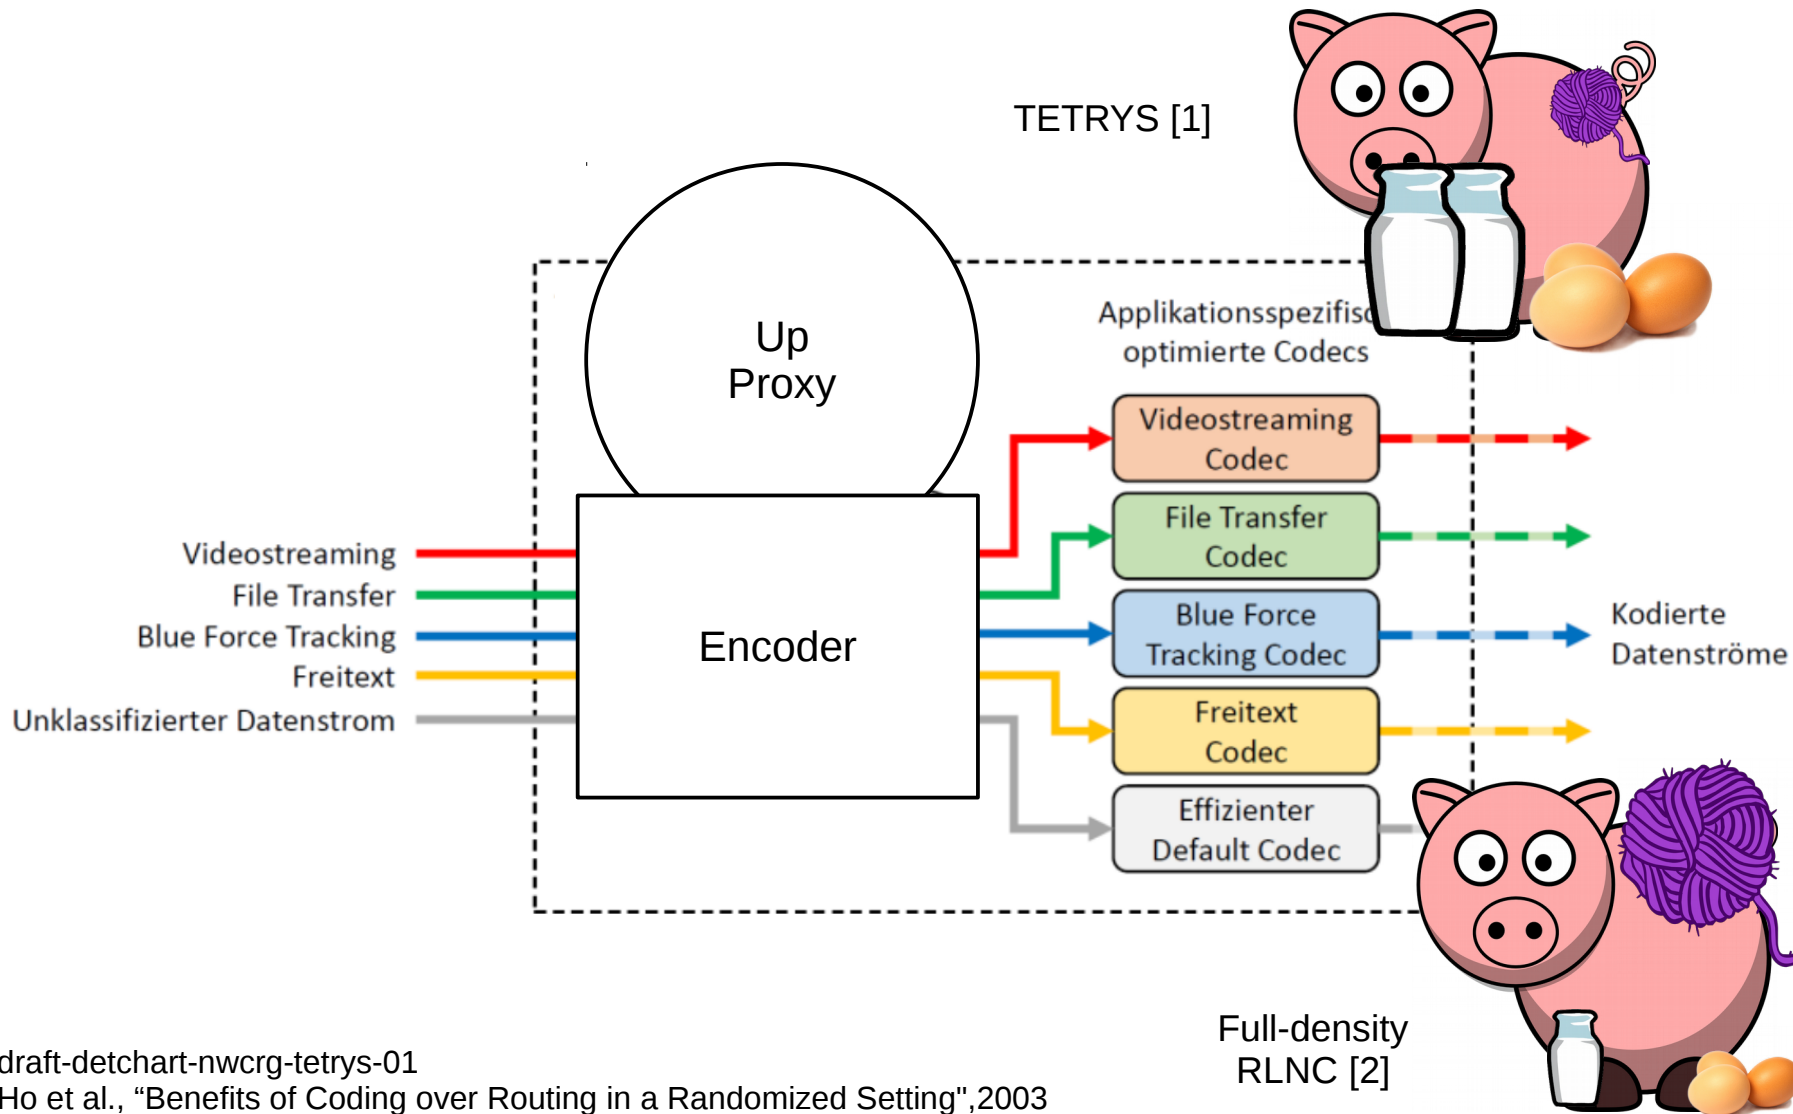 TETRYS [1]
Up
Proxy
Applikationsspezifisc
optimierte Codecs
Videostreaming
Codec
File Transfer
Codec
Blue Force
Tracking Codec
Freitext
Codec
Effizienter
Default Codec
Videostreaming
File Transfer
Blue Force Tracking
Freitext
Unklassifizierter Datenstrom
Encoder
Kodierte
Datenströme
Full-density
RLNC [2]
draft-detchart-nwcrg-tetrys-01
Ho et al., “Benefits of Coding over Routing in a Randomized Setting",2003